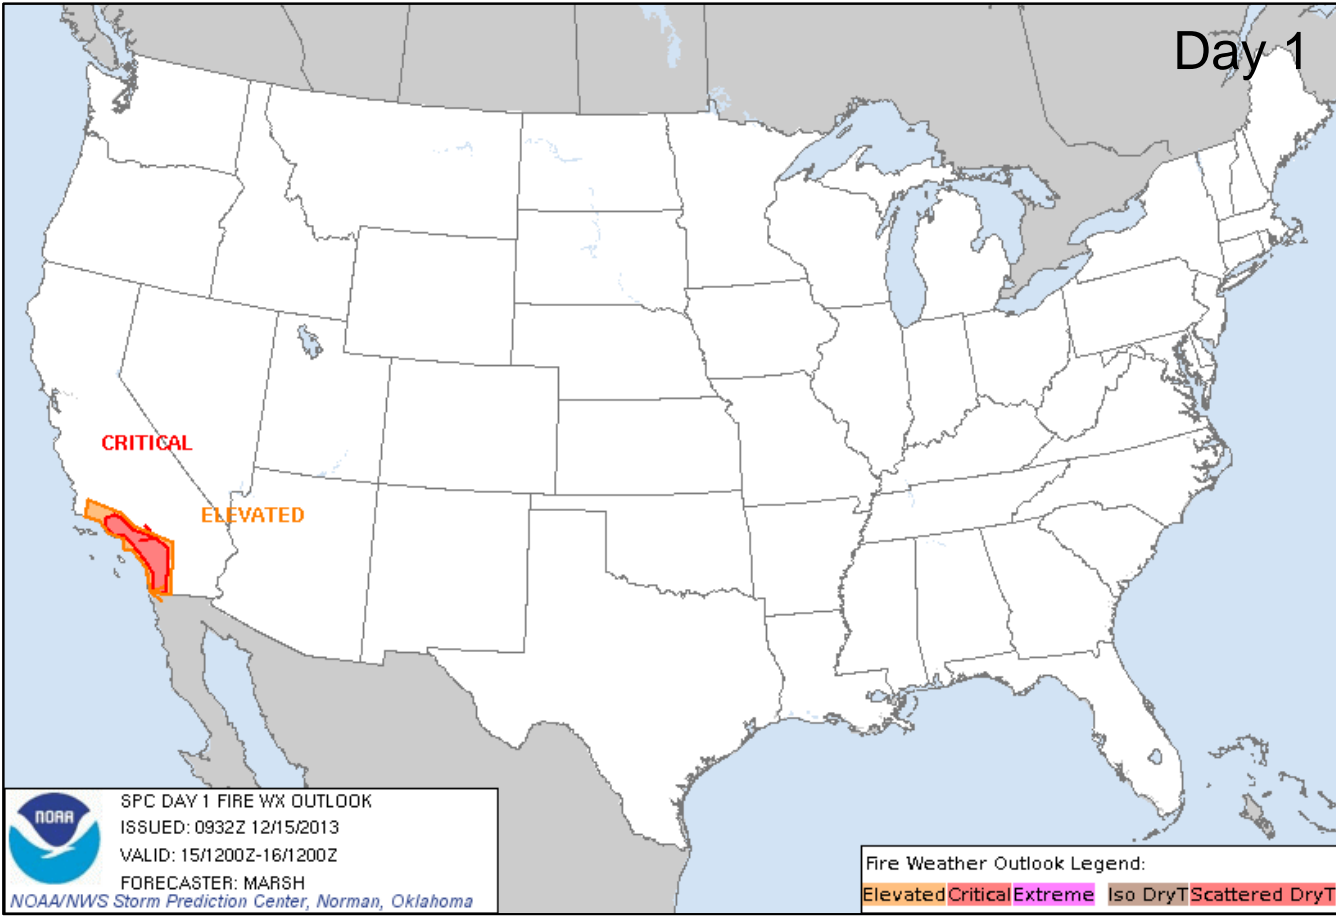 Day 1
CRITICAL
ELEVATED
NOAA
SPC DAY 1 FIRE WX OUTLOOK
ISSUED: 0932Z 12/15/2013
VALID: 15/1200Z-16/1200Z
FORECASTER: MARSH
NOAA/NWS Storm Prediction Center, Norman, Oklahoma
Fire Weather Outlook Legend:
Elevated Critical Extreme Iso DryT Scattered DryT